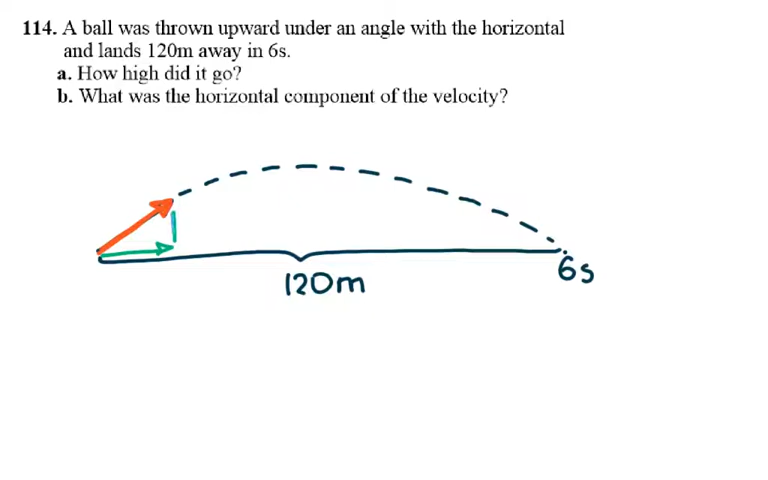 114. A ball was thrown upward under an angle with the horizontal
and lands 120m away in 6s.
a. How high did it go?
b. What was the horizontal component of the velocity?
120m
6s